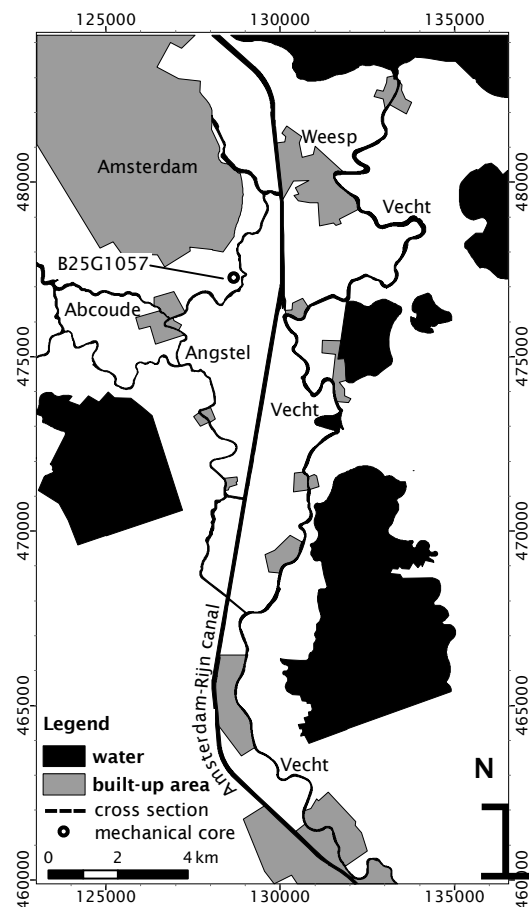 125000 130000 135000
480000 480000
475000 475000
470000 470000
465000 465000
460000 460000
Weesp
Amsterdam
Vecht
B25G1057
Abcoude
Angstel
Vecht
Amsterdam-Rijn canal
Vecht
Legend
water
built-up area
cross section
mechanical core
0 2 4 km
N
125000 130000 135000